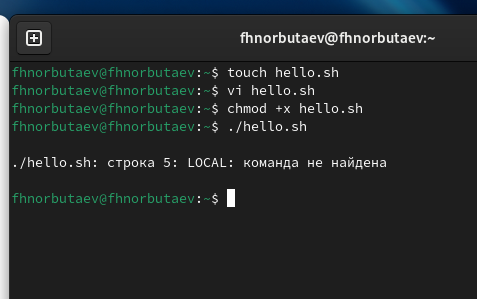 fhnorbutaev@fhnorbutaev:~
fhnorbutaev@fhnorbutaev:~$ touch hello.sh
fhnorbutaev@fhnorbutaev:~$ vi hello.sh
fhnorbutaev@fhnorbutaev:~$ chmod +x hello.sh
fhnorbutaev@fhnorbutaev:~$ ./hello.sh
./hello.sh: строка 5: LOCAL: команда не найдена
fhnorbutaev@fhnorbutaev:~$